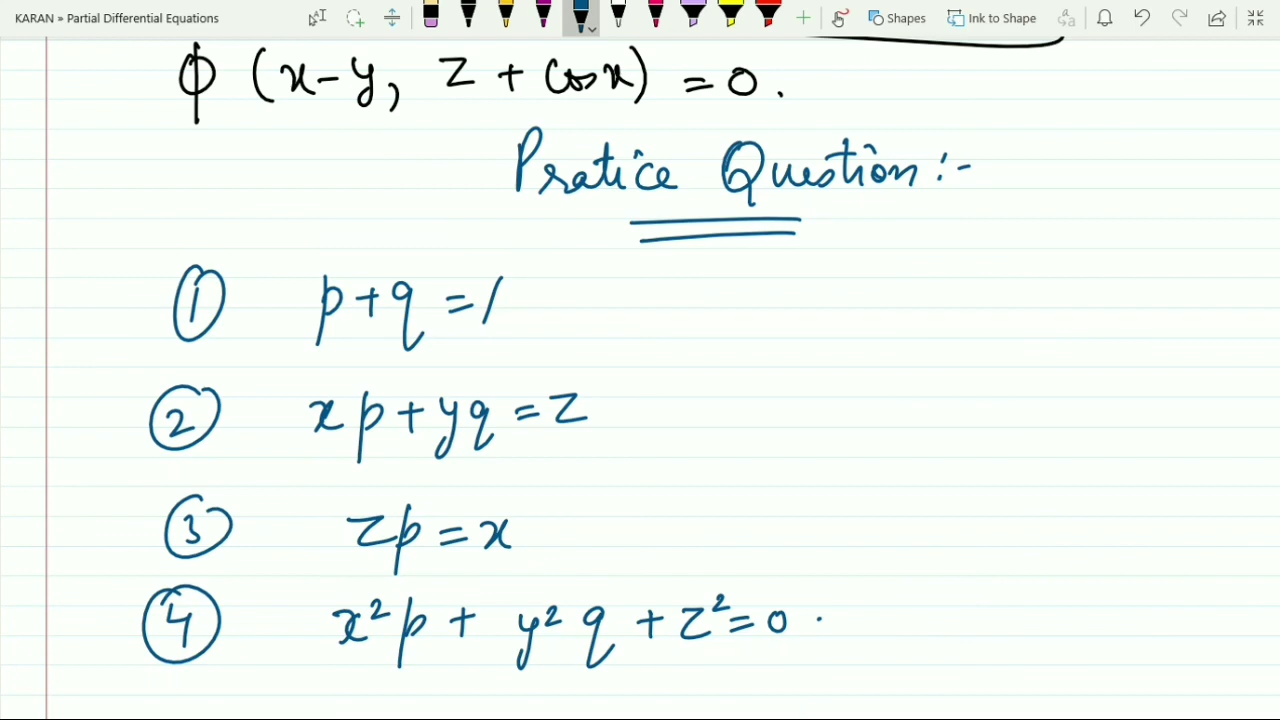 KARAN » Partial Differential Equations
Shapes
Ink to Shape
ϕ (x-y, z + cosx) = 0.
Pratice Question :-
① p+q=1
② xp+yq=z
③ zp=x
④ x²p + y²q + z²=0.